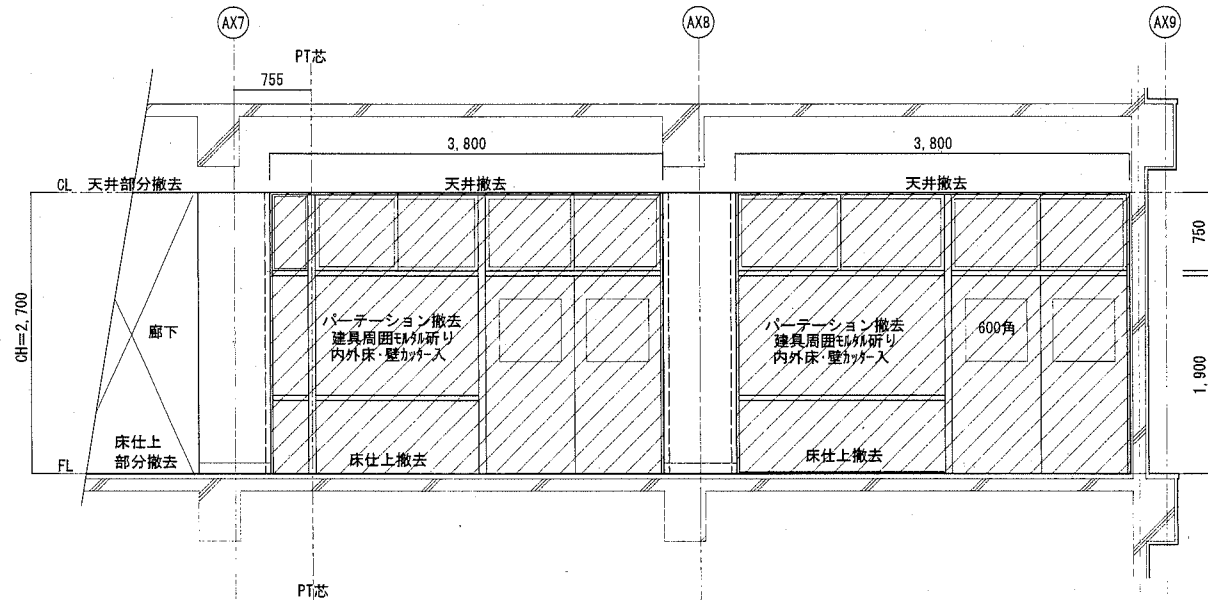 AX7
AX8
AX9
PT芯
755
3,800
3,800
CL 天井部分撤去
天井撤去
天井撤去
750
CH=2,700
廊下
パーテーション撤去
建具周囲モルタル斫り
内外床・壁カッター入
パーテーション撤去
建具周囲モルタル斫り
内外床・壁カッター入
600角
1,900
床仕上
部分撤去
FL
床仕上撤去
床仕上撤去
PT芯